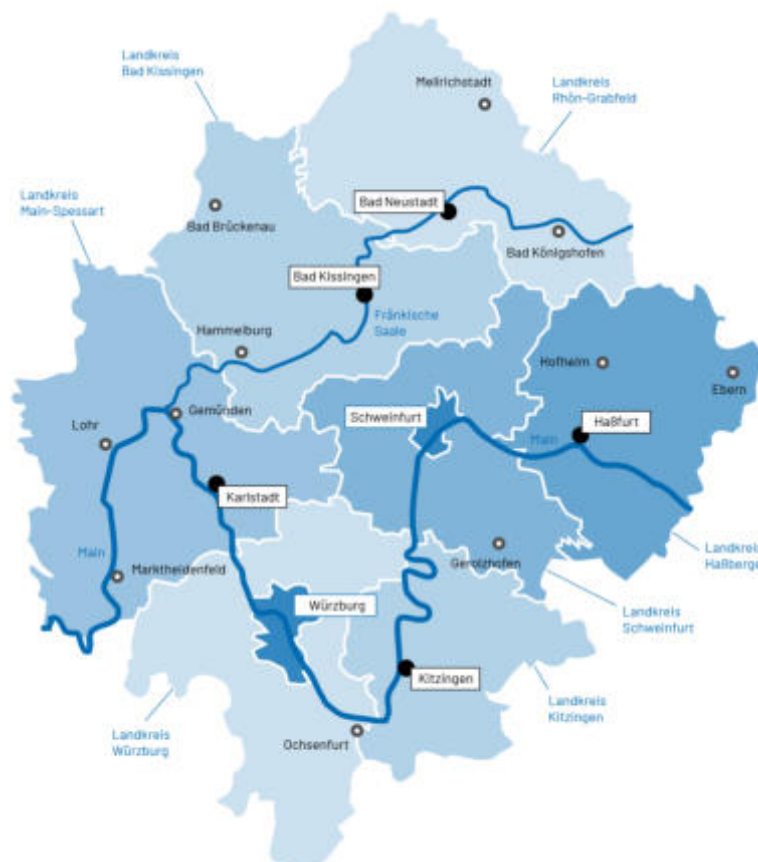 Landkreis
Bad Kissingen
Mellrichstadt
Landkreis
Rhön-Grabfeld
Landkreis
Main-Spessart
Bad Neustadt
Bad Brückenau
Bad Königshofen
Bad Kissingen
Fränkische
Saale
Hammelburg
Hofheim
Ebern
Gemünden
Schweinfurt
Lohr
Main
Haßfurt
Karlstadt
Main
Marktheidenfeld
Gerolzhofen
Landkreis
Haßberge
Würzburg
Landkreis
Schweinfurt
Kitzingen
Landkreis
Kitzingen
Landkreis
Würzburg
Ochsenfurt